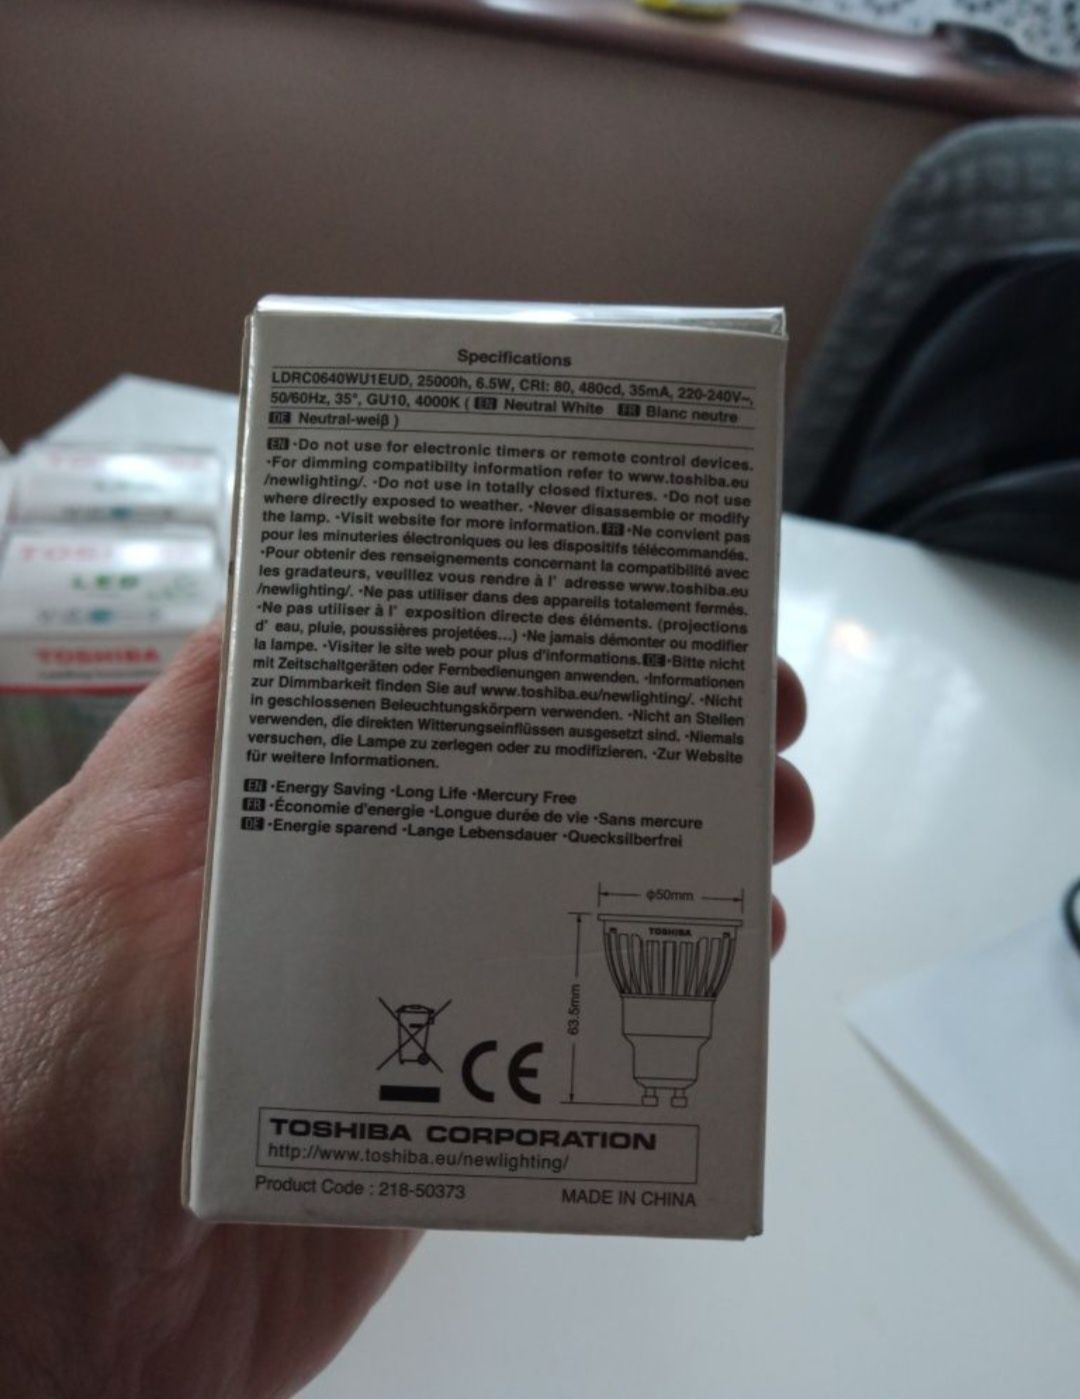 Specifications
LDRC0640WU1EUD, 25000h, 6.5W, CRI: 80, 480cd, 35mA, 220-240V~,
50/60Hz, 35°, GU10, 4000K ( EN Neutral White FR Blanc neutre
DE Neutral-weiß )
EN •Do not use for electronic timers or remote control devices.
•For dimming compatibilty information refer to www.toshiba.eu
/newlighting/. •Do not use in totally closed fixtures. •Do not use
where directly exposed to weather. •Never disassemble or modify
the lamp. •Visit website for more information. FR •Ne convient pas
pour les minuteries électroniques ou les dispositifs télécommandés.
•Pour obtenir des renseignements concernant la compatibilité avec
les gradateurs, veuillez vous rendre à l' adresse www.toshiba.eu
/newlighting/. •Ne pas utiliser dans des appareils totalement fermés.
•Ne pas utiliser à l' exposition directe des éléments. (projections
d' eau, pluie, poussières projetées...) •Ne jamais démonter ou modifier
la lampe. •Visiter le site web pour plus d'informations. DE •Bitte nicht
mit Zeitschaltgeräten oder Fernbedienungen anwenden. •Informationen
zur Dimmbarkeit finden Sie auf www.toshiba.eu/newlighting/. •Nicht
in geschlossenen Beleuchtungskörpern verwenden. •Nicht an Stellen
verwenden, die direkten Witterungseinflüssen ausgesetzt sind. •Niemals
versuchen, die Lampe zu zerlegen oder zu modifizieren. •Zur Website
für weitere Informationen.
EN •Energy Saving •Long Life •Mercury Free
FR •Économie d'energie •Longue durée de vie •Sans mercure
DE •Energie sparend •Lange Lebensdauer •Quecksilberfrei
φ50mm
TOSHIBA
63.5mm
CE
TOSHIBA CORPORATION
http://www.toshiba.eu/newlighting/
Product Code : 218-50373
MADE IN CHINA
LED
TOSHIBA